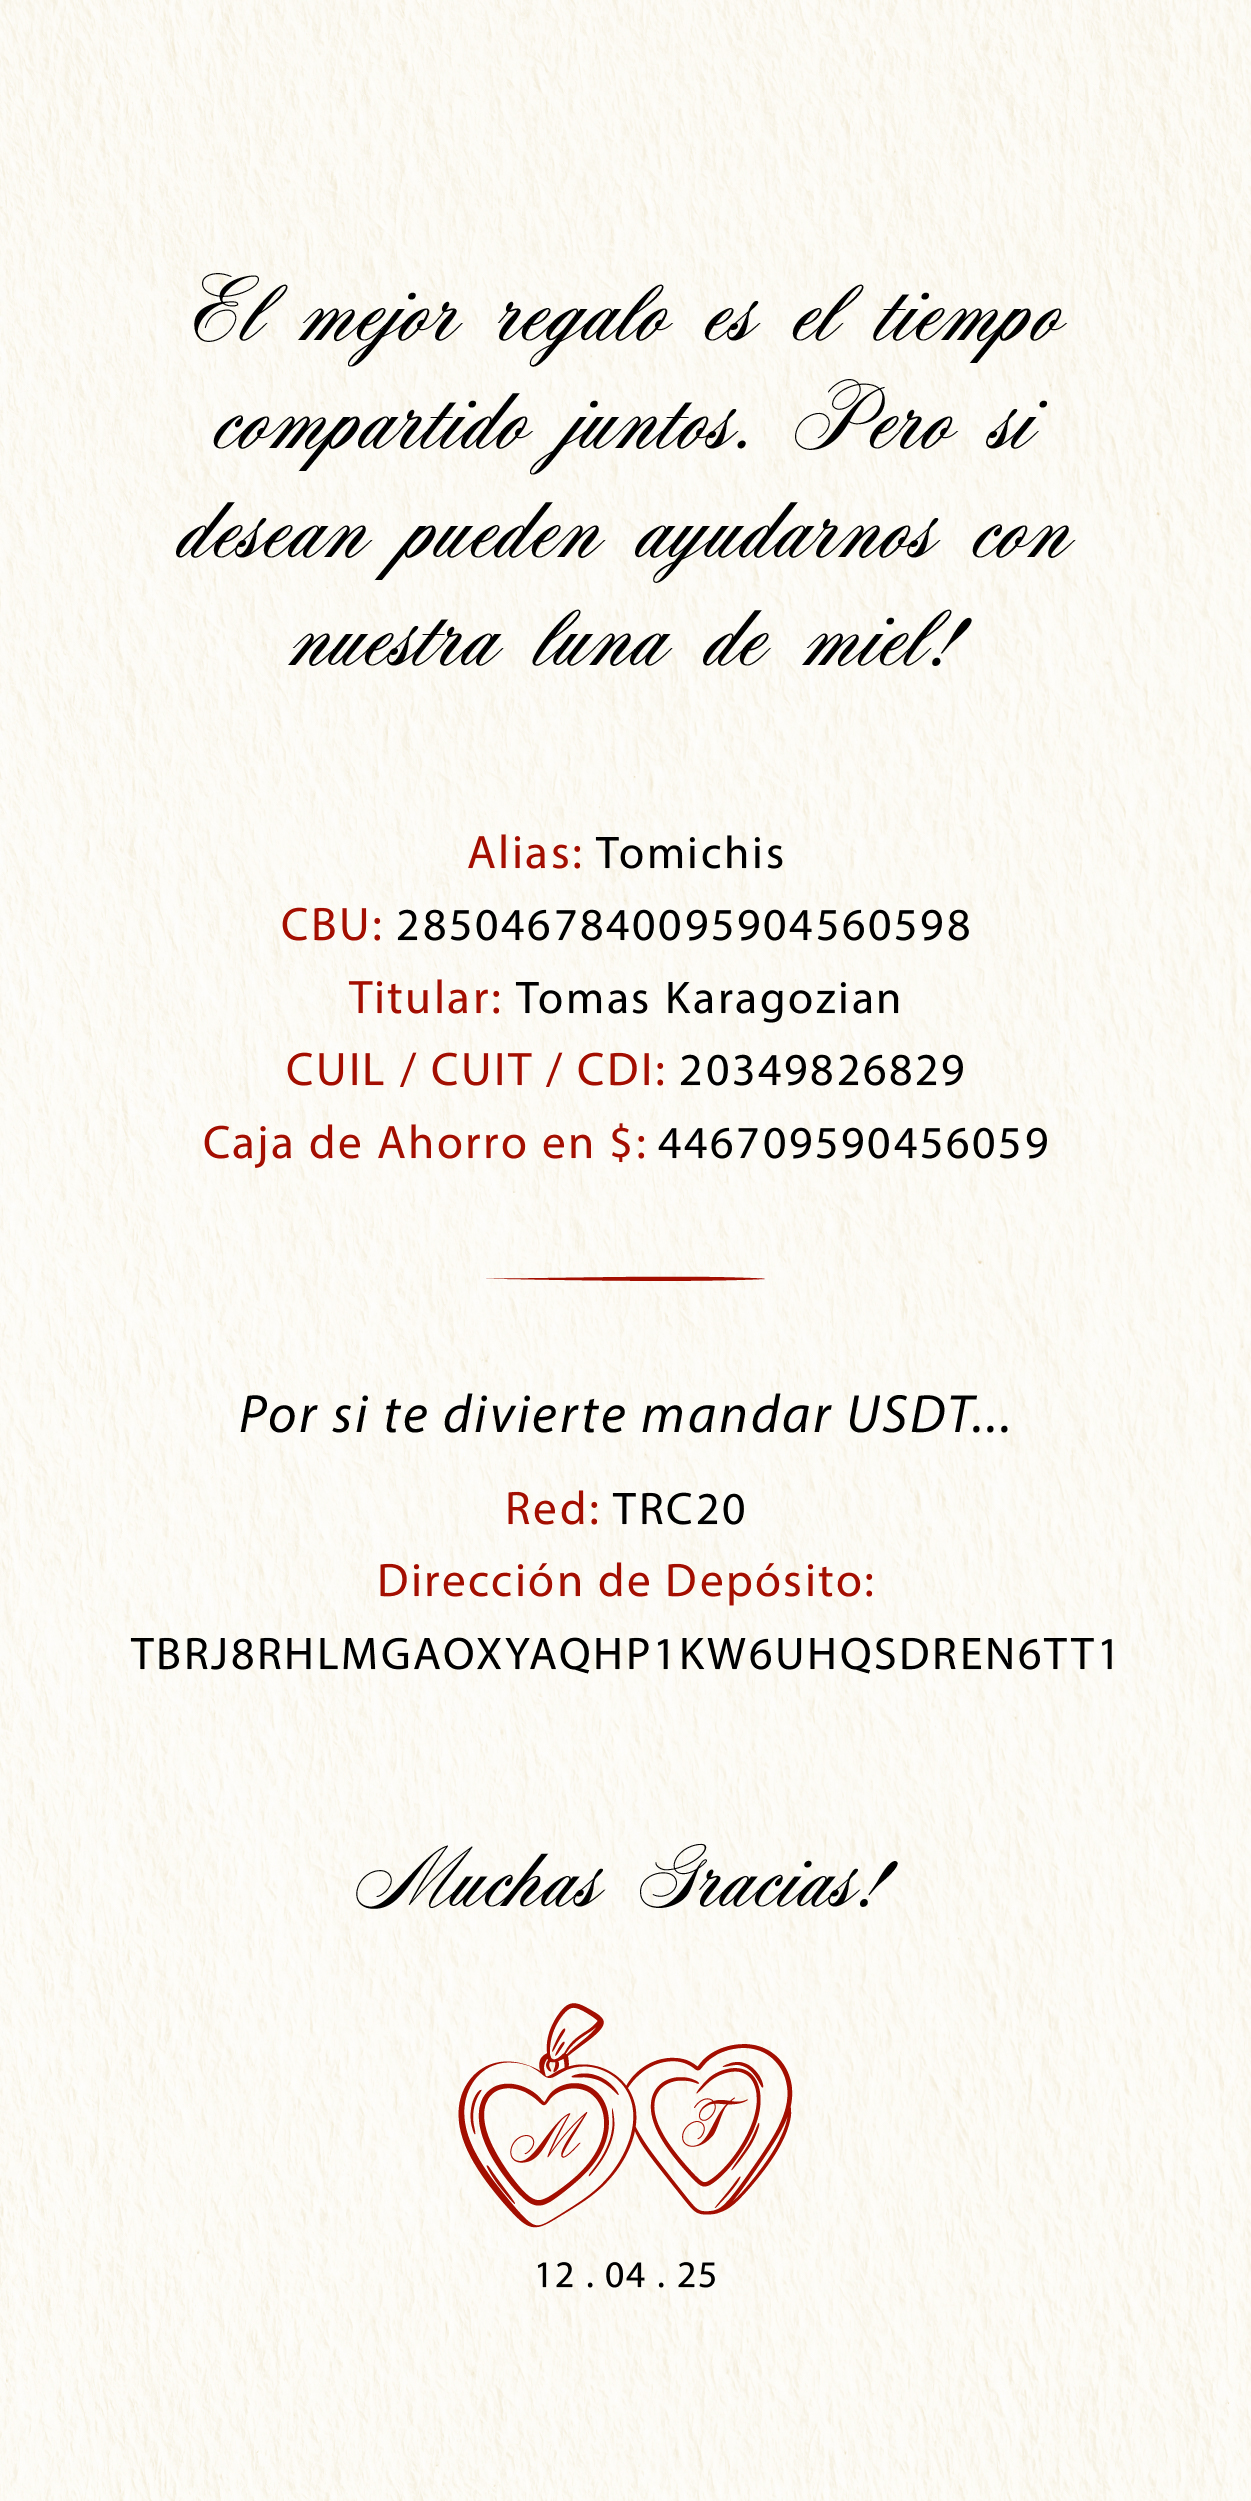 El mejor regalo es el tiempo
compartido juntos. Pero si
desean pueden ayudarnos con
nuestra luna de miel!
Alias: Tomichis
CBU: 2850467840095904560598
Titular: Tomas Karagozian
CUIL / CUIT / CDI: 20349826829
Caja de Ahorro en $: 446709590456059
Por si te divierte mandar USDT...
Red: TRC20
Dirección de Depósito:
TBRJ8RHLMGAOXYAQHP1KW6UHQSDREN6TT1
Muchas Gracias!
M T
12 . 04 . 25